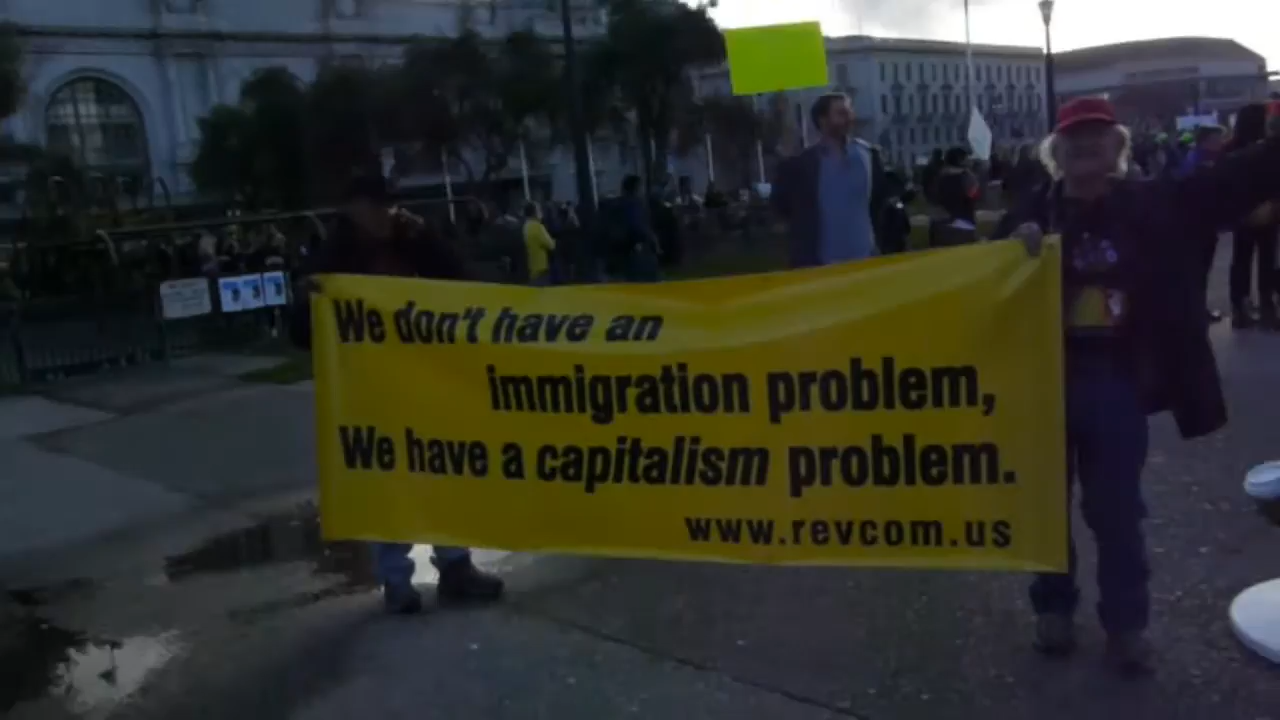 We don't have an
immigration problem,
We have a capitalism problem.
www.revcom.us